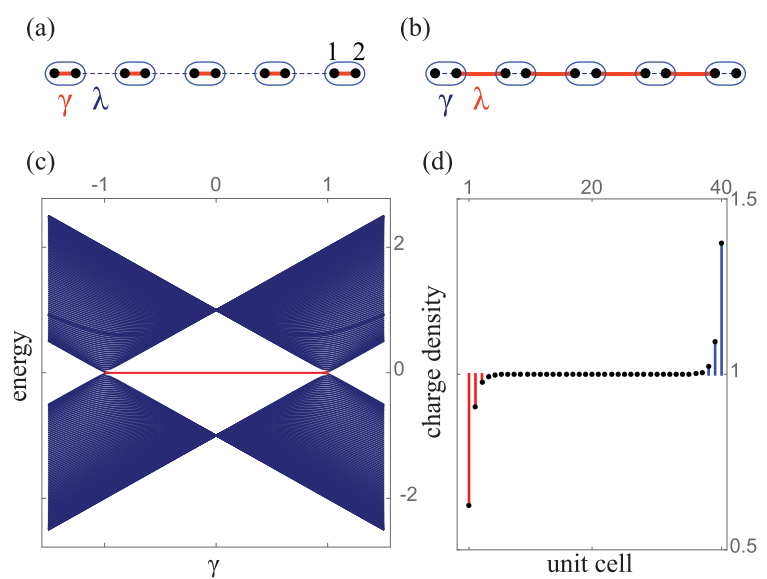 (a)
(b)
1 2
γ λ
γ λ
(c)
(d)
-1 0 1
1 20 40
energy
2
0
-2
γ
charge density
1.5
1
0.5
unit cell